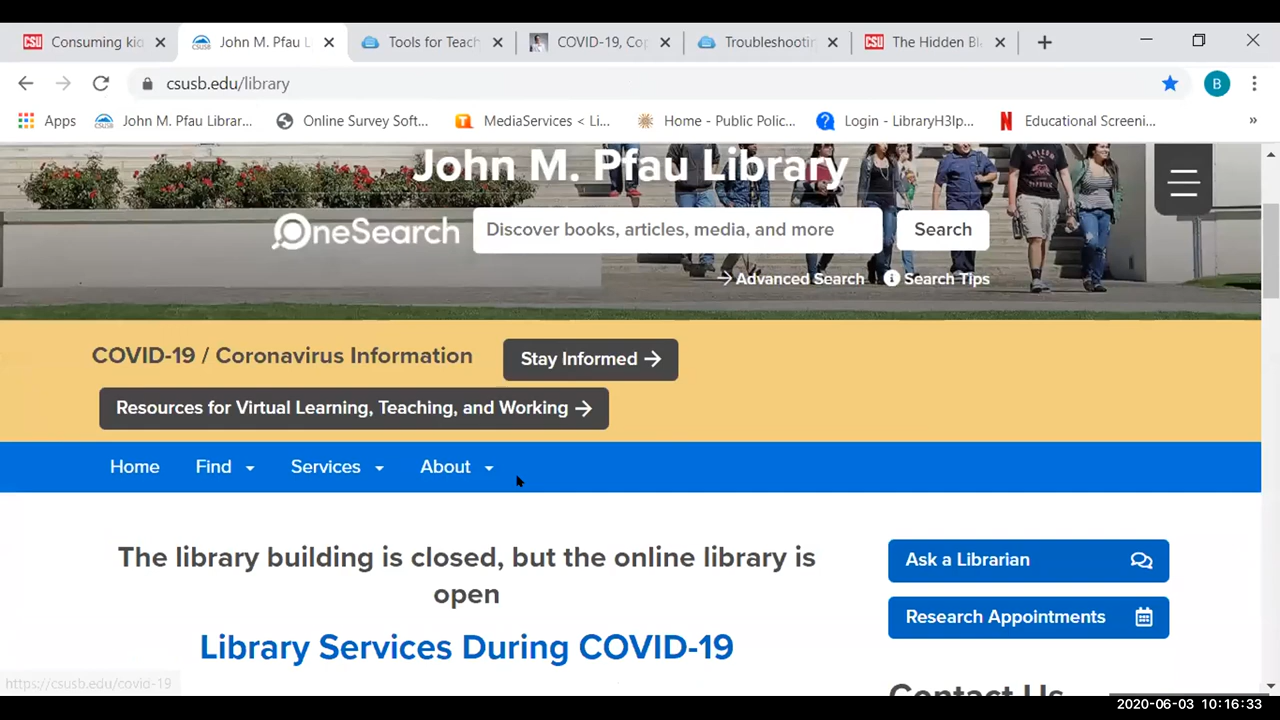 CSU Consuming kid
CSUSB John M. Pfau L
Tools for Teach
COVID-19, Cop
Troubleshootin
CSU The Hidden Bl
csusb.edu/library
B
Apps
John M. Pfau Librar...
Online Survey Soft...
T MediaServices < Li...
Home - Public Polic...
? Login - LibraryH3lp...
N Educational Screeni...
»
John M. Pfau Library
OneSearch
Discover books, articles, media, and more
Search
Advanced Search
Search Tips
COVID-19 / Coronavirus Information
Stay Informed
Resources for Virtual Learning, Teaching, and Working
Home Find Services About
The library building is closed, but the online library is
open
Library Services During COVID-19
Ask a Librarian
Research Appointments
Contact Us
https://csusb.edu/covid-19
2020-06-03 10:16:33